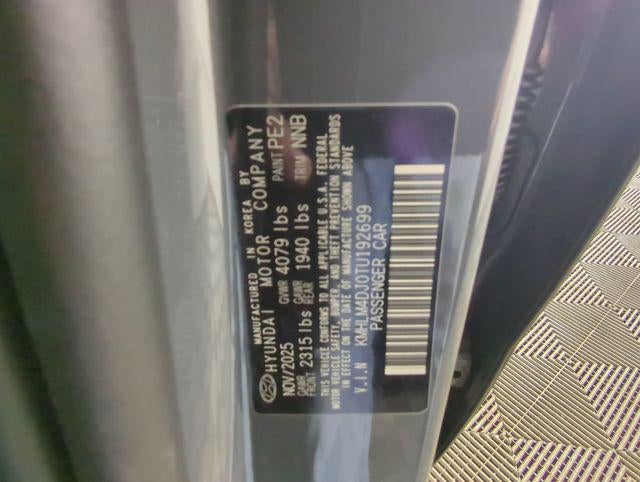 MANUFACTURED IN KOREA BY
HYUNDAI MOTOR COMPANY
NOV/2025 GVWR 4079 lbs PAINT PE2
GAWR FRONT 2315 lbs GAWR REAR 1940 lbs TRIM NNB
THIS VEHICLE CONFORMS TO ALL APPLICABLE U.S.A. FEDERAL
MOTOR VEHICLE SAFETY, BUMPER, AND THEFT PREVENTION STANDARDS
IN EFFECT ON THE DATE OF MANUFACTURE SHOWN ABOVE
V.I.N KMHLM4DJ0TU192699
PASSENGER CAR